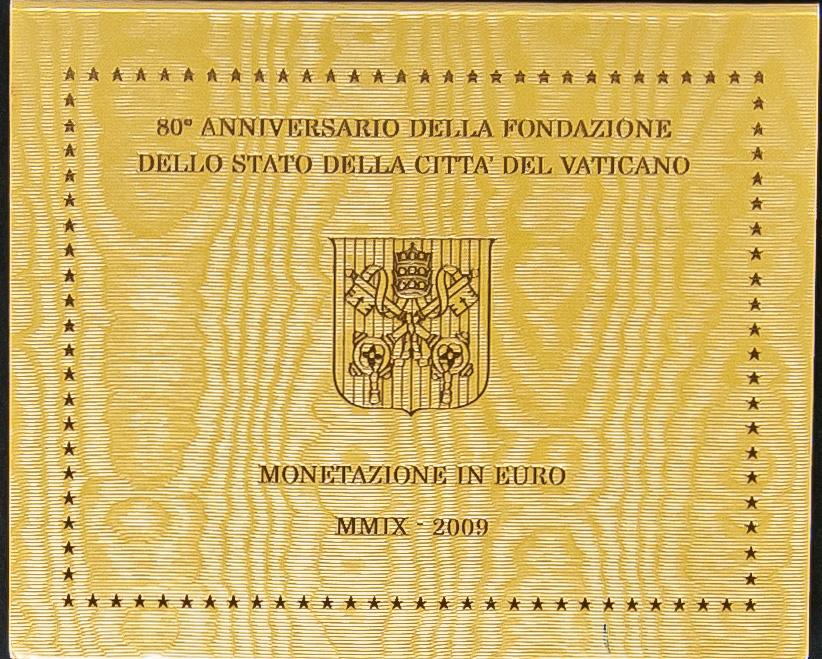 80° ANNIVERSARIO DELLA FONDAZIONE
DELLO STATO DELLA CITTA' DEL VATICANO
MONETAZIONE IN EURO
MMIX - 2009